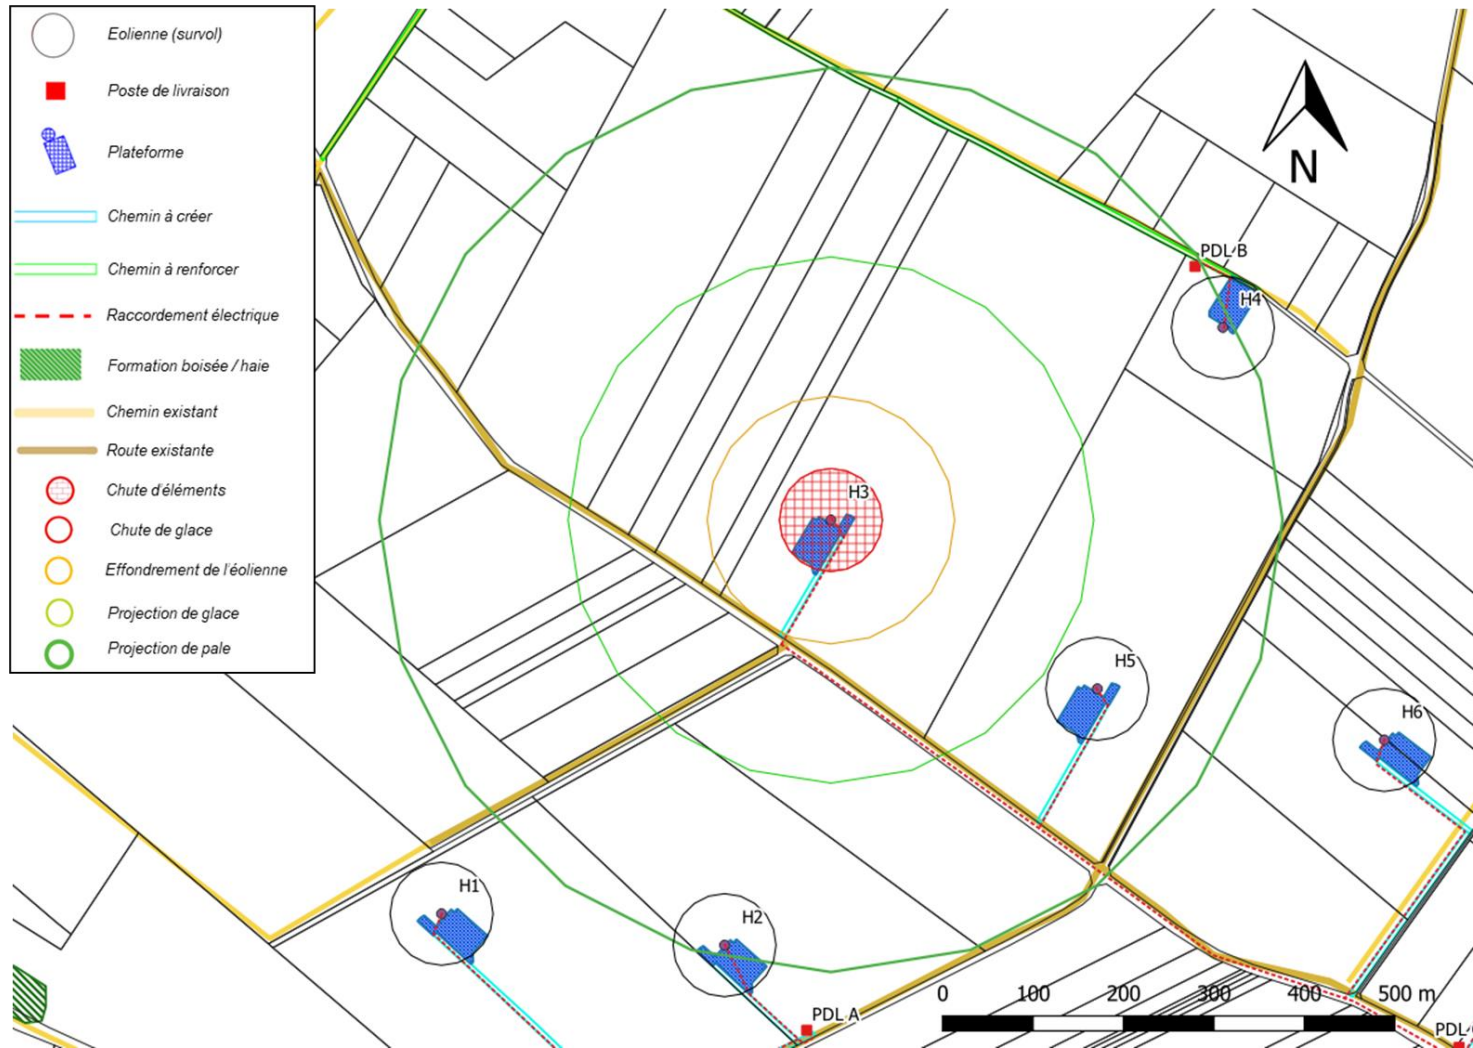 Eolienne (survol)
Poste de livraison
Plateforme
Chemin à créer
Chemin à renforcer
Raccordement électrique
Formation boisée / haie
Chemin existant
Route existante
Chute d'éléments
Chute de glace
Effondrement de l'éolienne
Projection de glace
Projection de pale
N
PDL B
H4
H3
H5
H6
H1
H2
PDL A
0 100 200 300 400 500 m
PDL